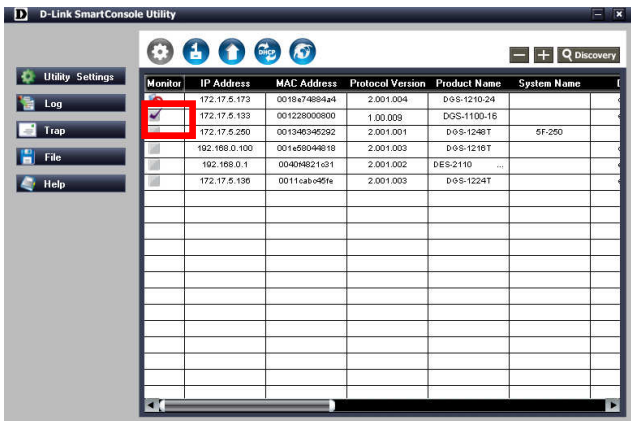 D-Link SmartConsole Utility
Discovery
Utility Settings
Log
Trap
File
Help
Monitor IP Address MAC Address Protocol Version Product Name System Name
172.17.5.173 0018e74884a4 2.001.004 DGS-1210-24
172.17.5.133 001228000800 1.00.009 DGS-1100-16
172.17.5.250 001346345292 2.001.001 DGS-1248T 5F-250
192.168.0.100 001e58044818 2.001.003 DGS-1216T
192.168.0.1 0040f4821c31 2.001.002 DES-2110 ...
172.17.5.136 0011cabc45fe 2.001.003 DGS-1224T